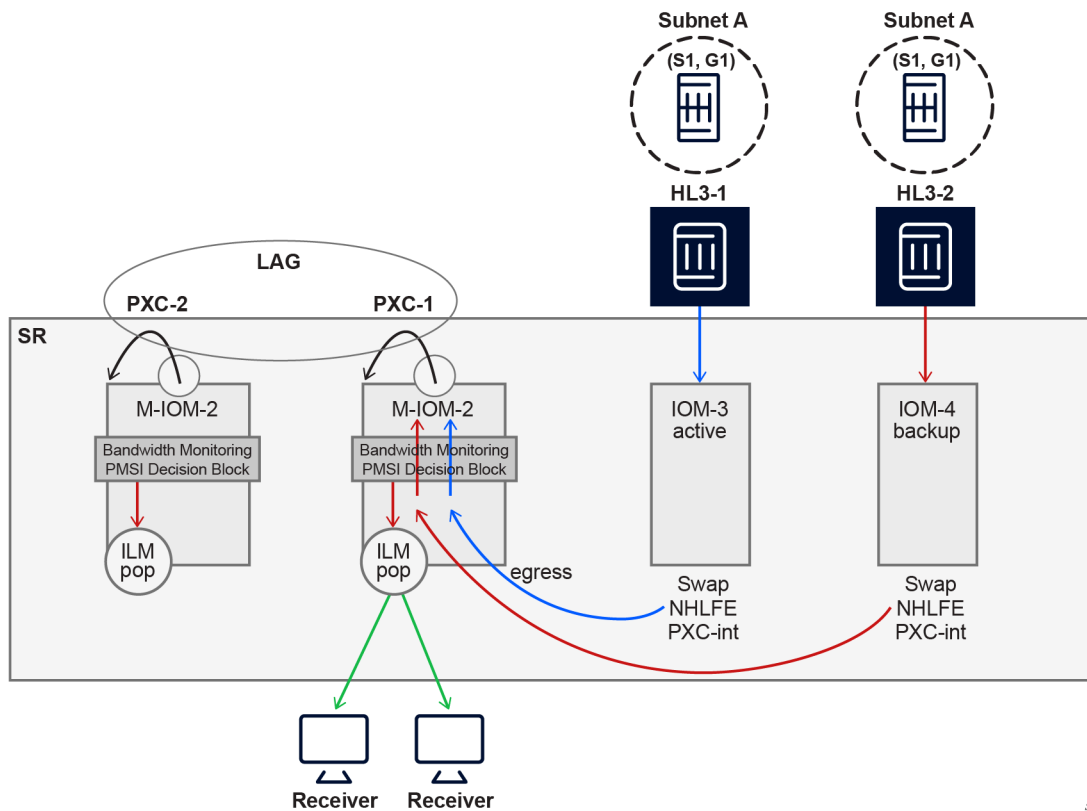 Subnet A
Subnet A
(S1, G1)
(S1, G1)
HL3-1
HL3-2
LAG
PXC-2
PXC-1
SR
M-IOM-2
M-IOM-2
IOM-3
active
IOM-4
backup
Bandwidth Monitoring
PMSI Decision Block
Bandwidth Monitoring
PMSI Decision Block
ILM
pop
ILM
pop
egress
Swap
NHLFE
PXC-int
Swap
NHLFE
PXC-int
Receiver
Receiver